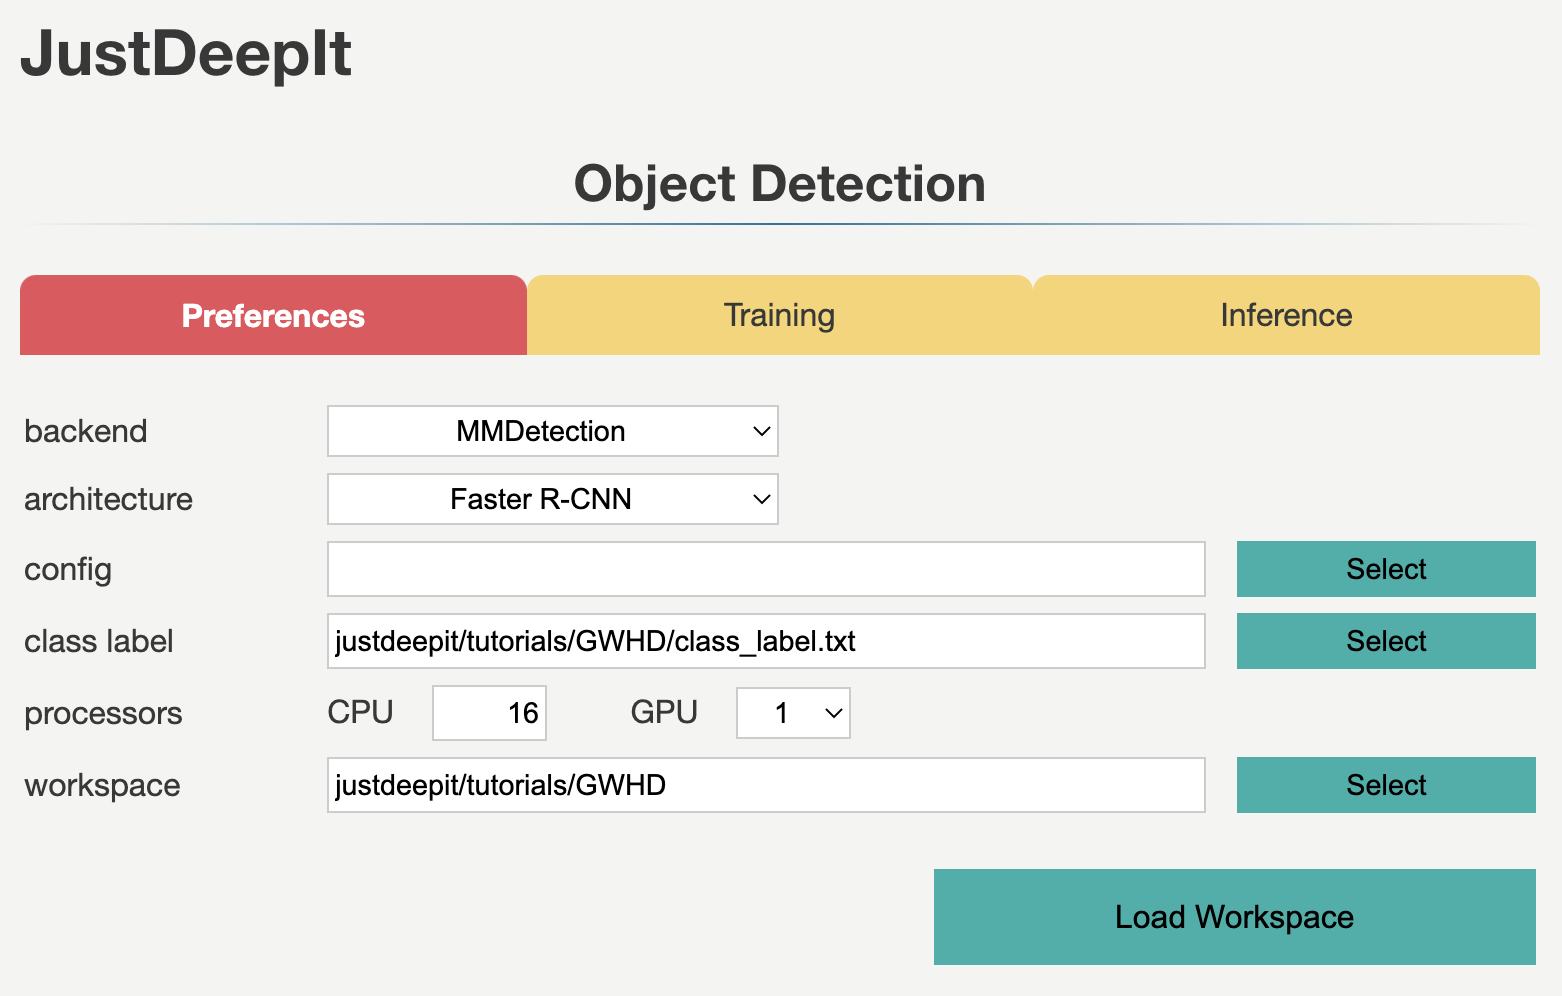 JustDeepIt
Object Detection
Preferences Training Inference
backend MMDetection
architecture Faster R-CNN
config Select
class label justdeepit/tutorials/GWHD/class_label.txt Select
processors CPU 16 GPU 1
workspace justdeepit/tutorials/GWHD Select
Load Workspace